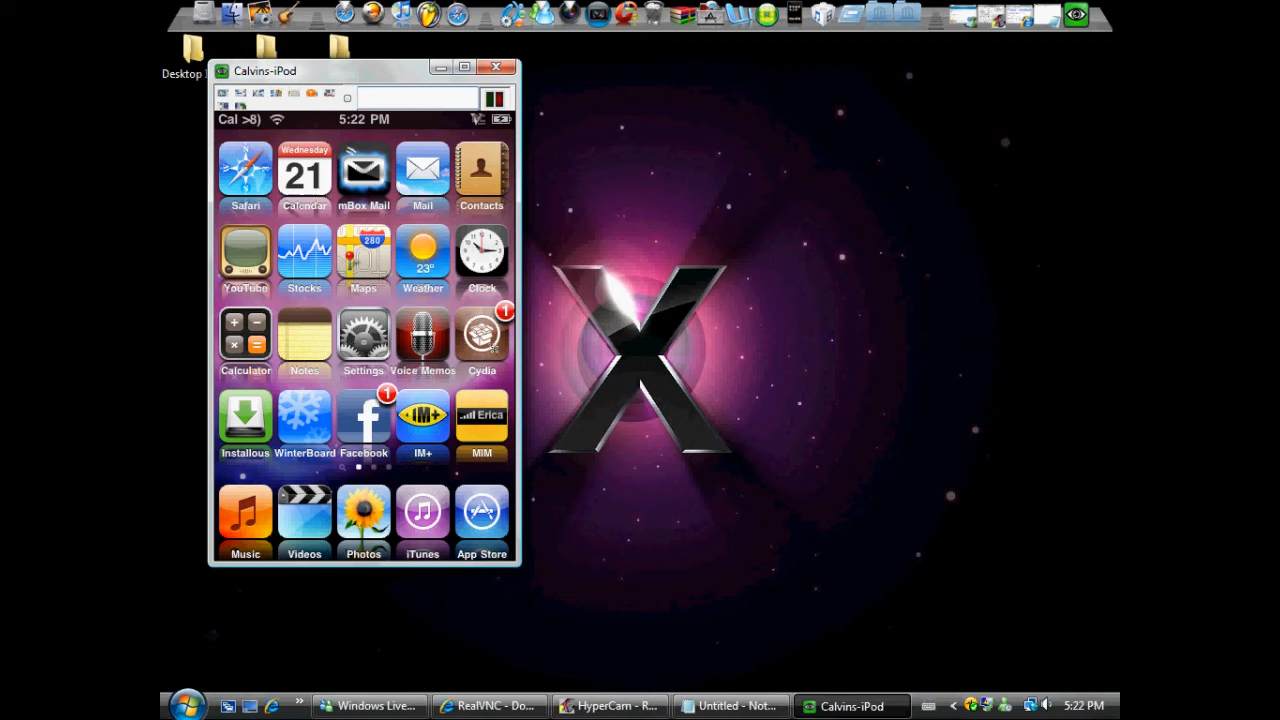 Desktop
Calvins-iPod
Cal >8) 5:22 PM
Wednesday
21
280
23°
Safari Calendar mBox Mail Mail Contacts
YouTube Stocks Maps Weather Clock
1
Calculator Notes Settings Voice Memos Cydia
1
f IM+ Erica
Installous WinterBoard Facebook IM+ MIM
Music Videos Photos iTunes App Store
Windows Live... RealVNC - Do... HyperCam - R... Untitled - Not... Calvins-iPod 5:22 PM